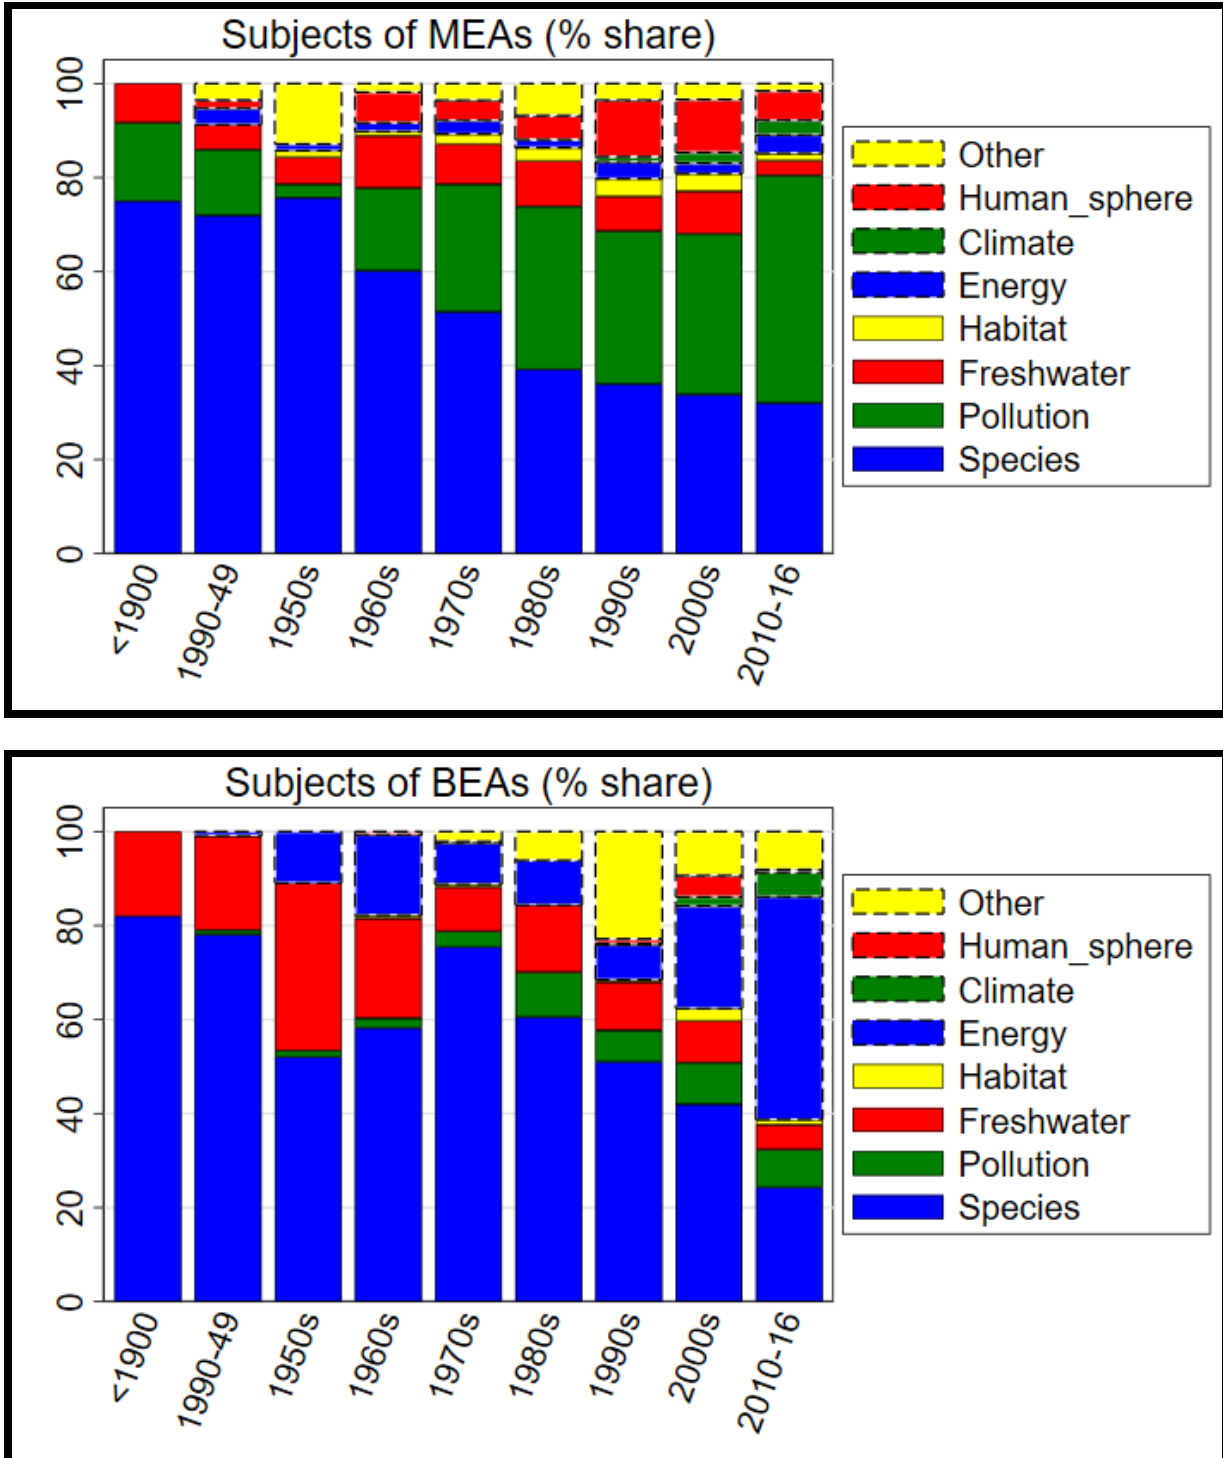 Subjects of MEAs (% share)
100
80
60
40
20
0
<1900
1990-49
1950s
1960s
1970s
1980s
1990s
2000s
2010-16
Other
Human_sphere
Climate
Energy
Habitat
Freshwater
Pollution
Species
Subjects of BEAs (% share)
100
80
60
40
20
0
<1900
1990-49
1950s
1960s
1970s
1980s
1990s
2000s
2010-16
Other
Human_sphere
Climate
Energy
Habitat
Freshwater
Pollution
Species